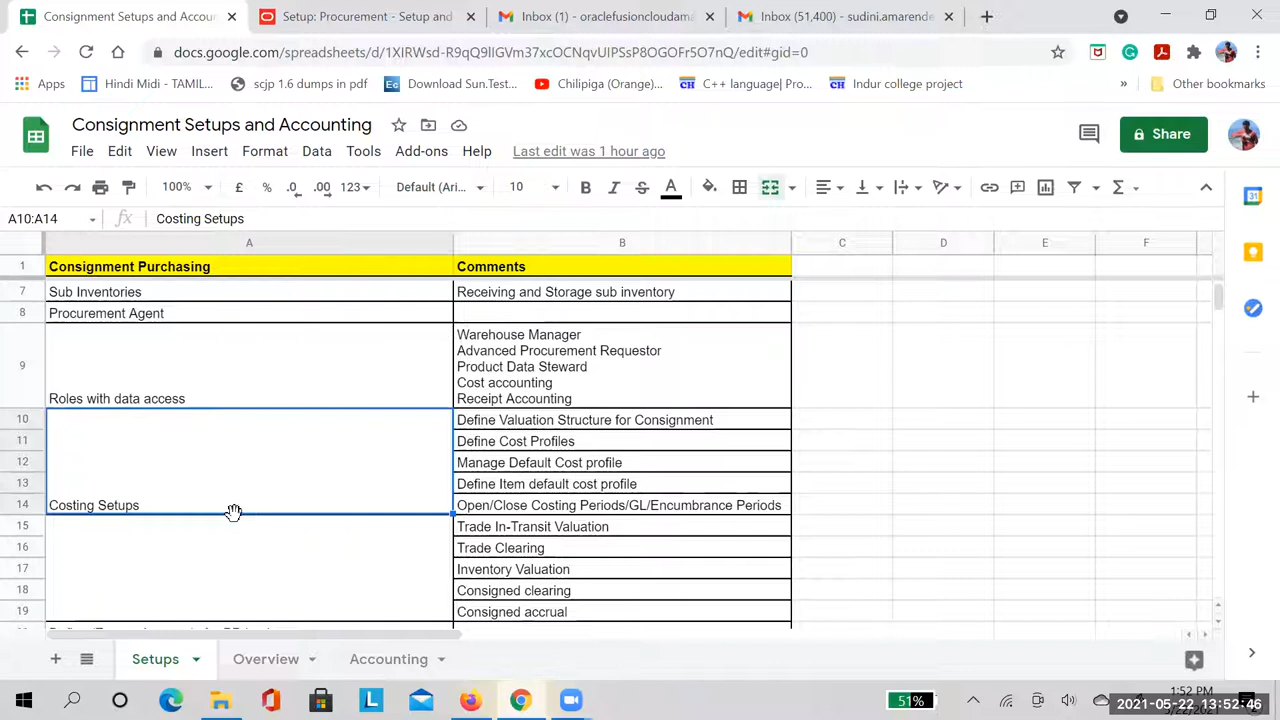 Consignment Setups and Accou
Setup: Procurement - Setup and
Inbox (1) - oraclefusioncloudama
Inbox (51,400) - sudini.amarende
docs.google.com/spreadsheets/d/1XIRWsd-R9qQ9lIGVm37xcOCNqvUIPSsP8OGOFr5O7nQ/edit#gid=0
Apps
Hindi Midi - TAMIL...
scjp 1.6 dumps in pdf
Download Sun.Test...
Chilipiga (Orange)...
C++ language| Pro...
Indur college project
»
Other bookmarks
Consignment Setups and Accounting
File Edit View Insert Format Data Tools Add-ons Help Last edit was 1 hour ago
Share
100% £ % .0 .00 123 Default (Ari... 10 B I S A Σ
A10:A14 fx Costing Setups
A B C D E F
1 Consignment Purchasing Comments
7 Sub Inventories Receiving and Storage sub inventory
8 Procurement Agent
Warehouse Manager
Advanced Procurement Requestor
9 Product Data Steward
Cost accounting
Roles with data access Receipt Accounting
10 Define Valuation Structure for Consignment
11 Define Cost Profiles
12 Manage Default Cost profile
13 Define Item default cost profile
14 Costing Setups Open/Close Costing Periods/GL/Encumbrance Periods
15 Trade In-Transit Valuation
16 Trade Clearing
17 Inventory Valuation
18 Consigned clearing
19 Consigned accrual
Setups Overview Accounting
51%
1:52 PM
2021-05-22 13:52:46